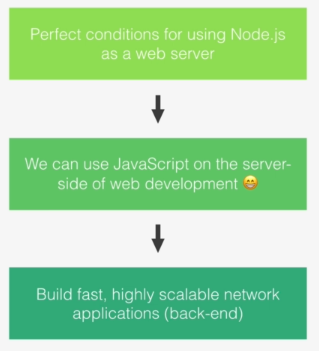 Perfect conditions for using Node.js
as a web server
We can use JavaScript on the server-
side of web development 😁
Build fast, highly scalable network
applications (back-end)